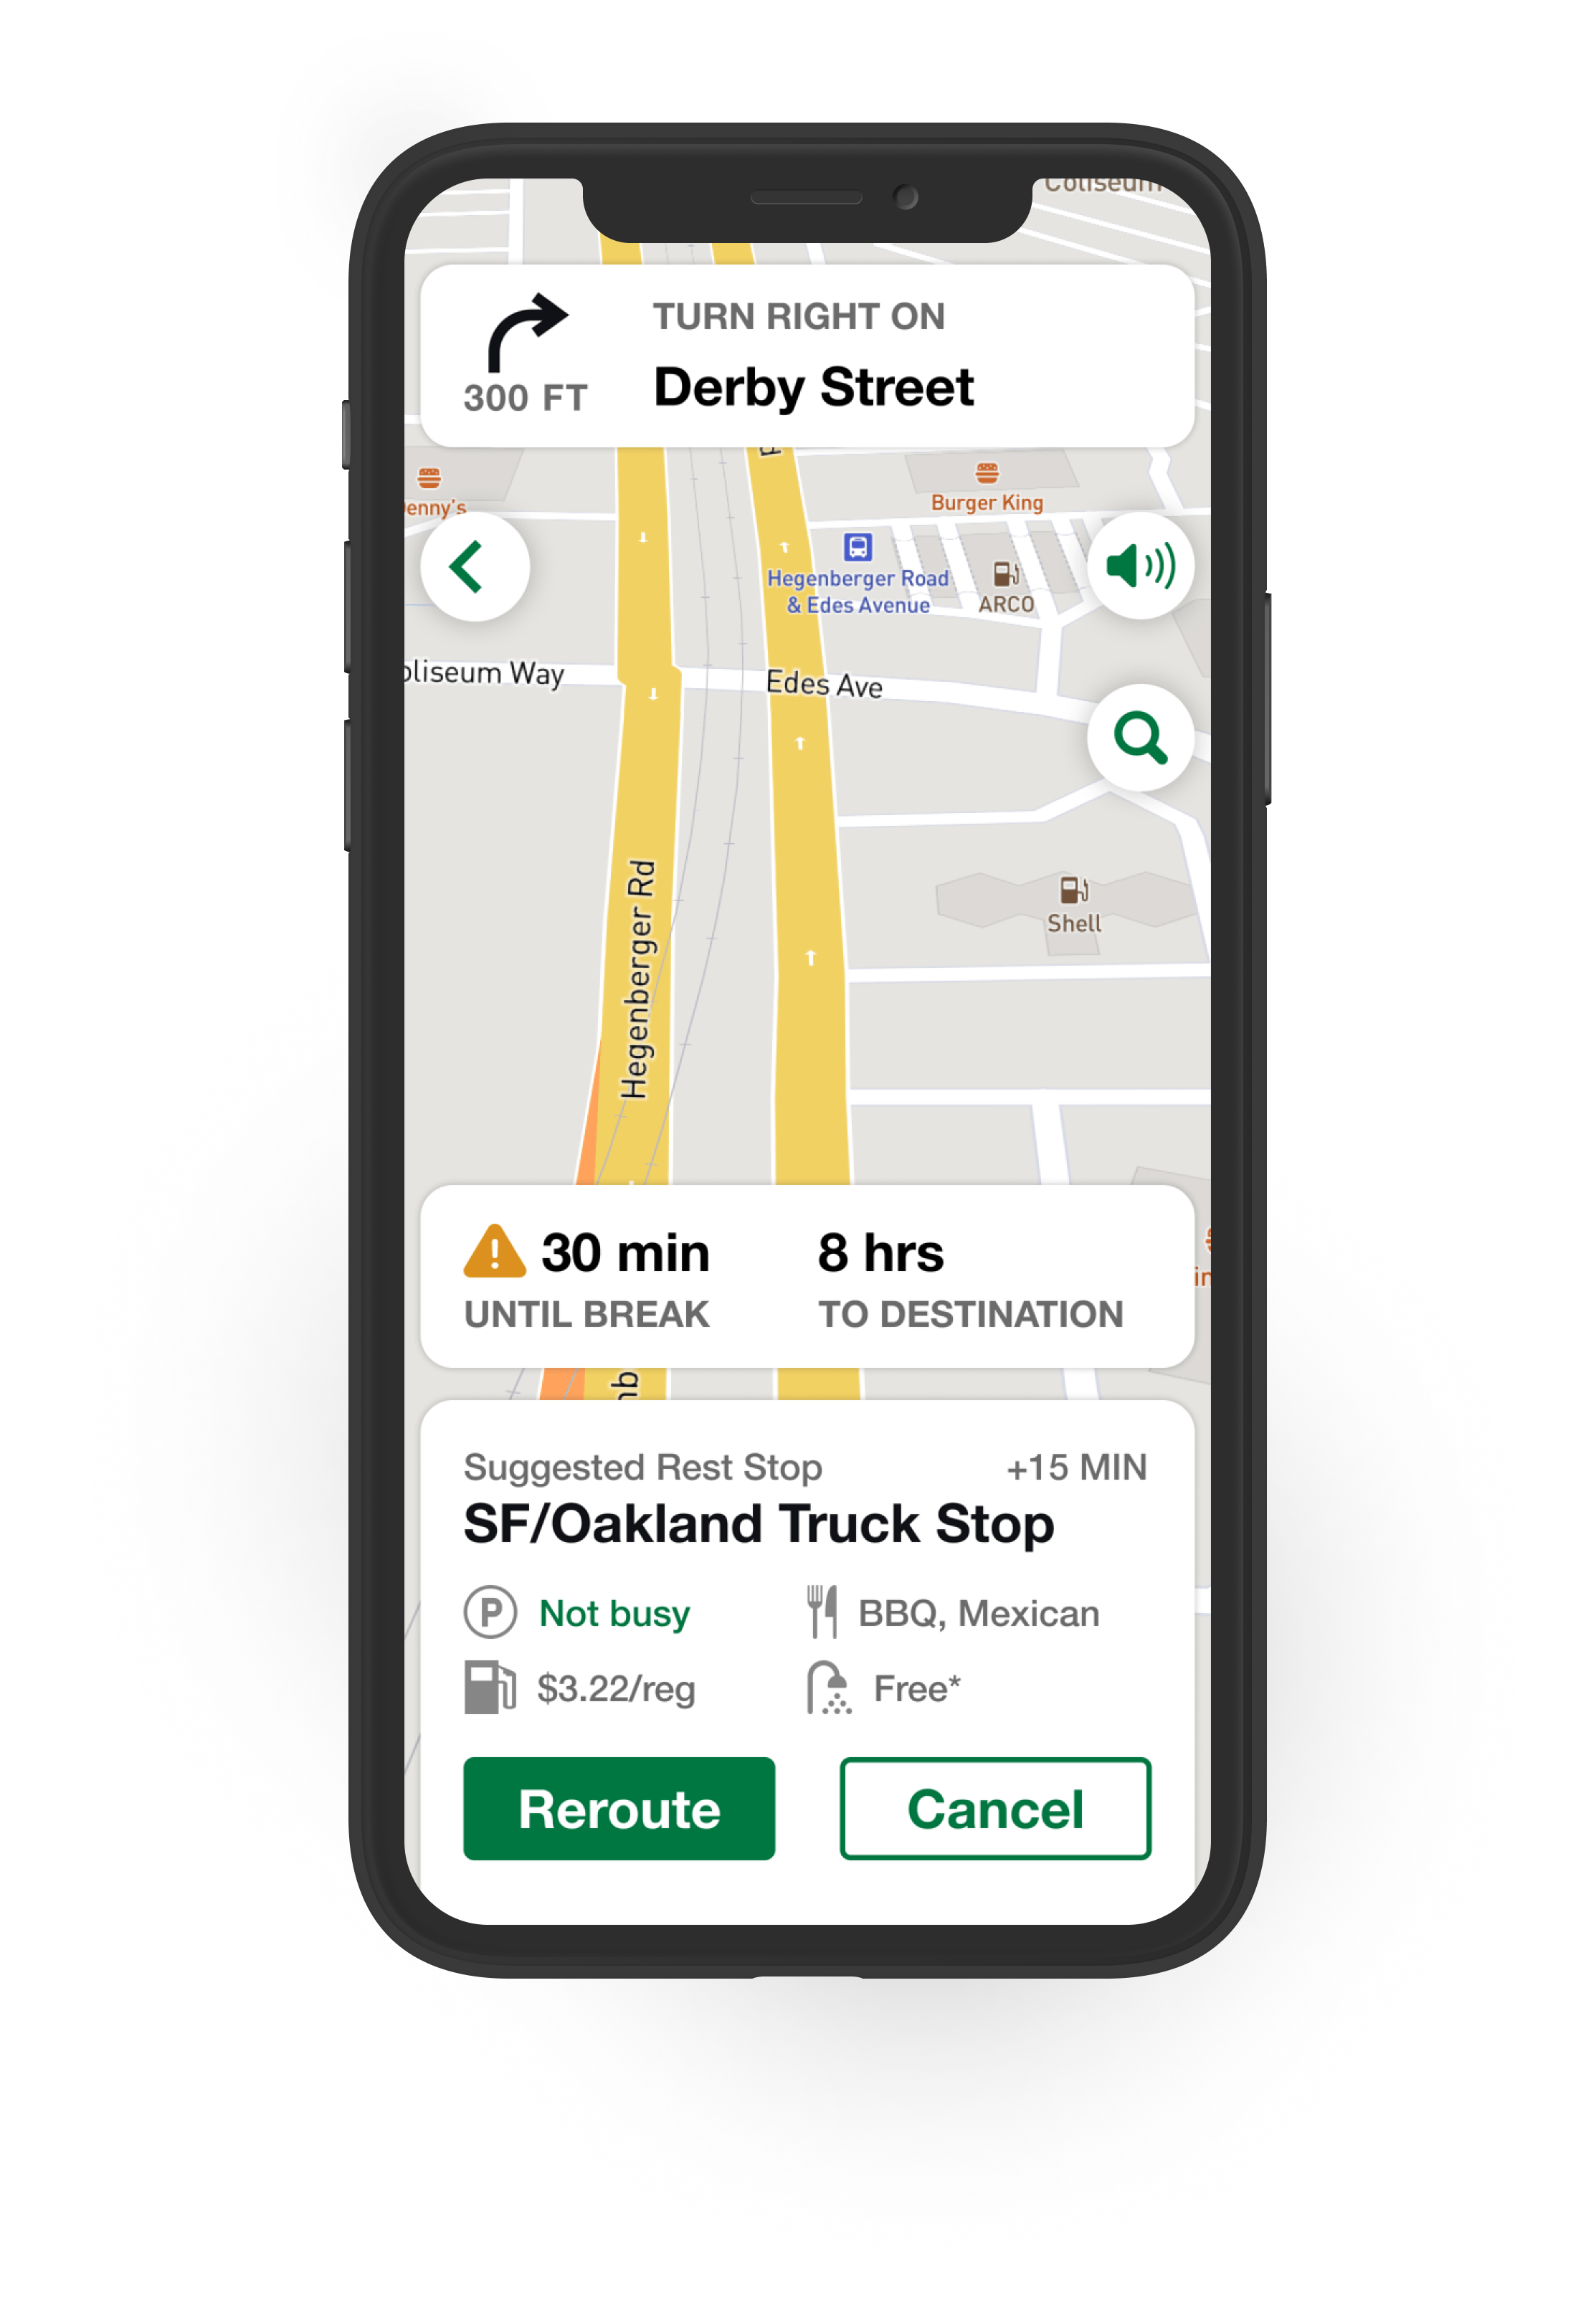 Coliseum
TURN RIGHT ON
300 FT
Derby Street
Burger King
Hegenberger Road
& Edes Avenue
ARCO
Way
Edes Ave
Hegenberger Rd
Shell
30 min
8 hrs
UNTIL BREAK
TO DESTINATION
Suggested Rest Stop
+15 MIN
SF/Oakland Truck Stop
P
Not busy
BBQ, Mexican
$3.22/reg
Free*
Reroute
Cancel